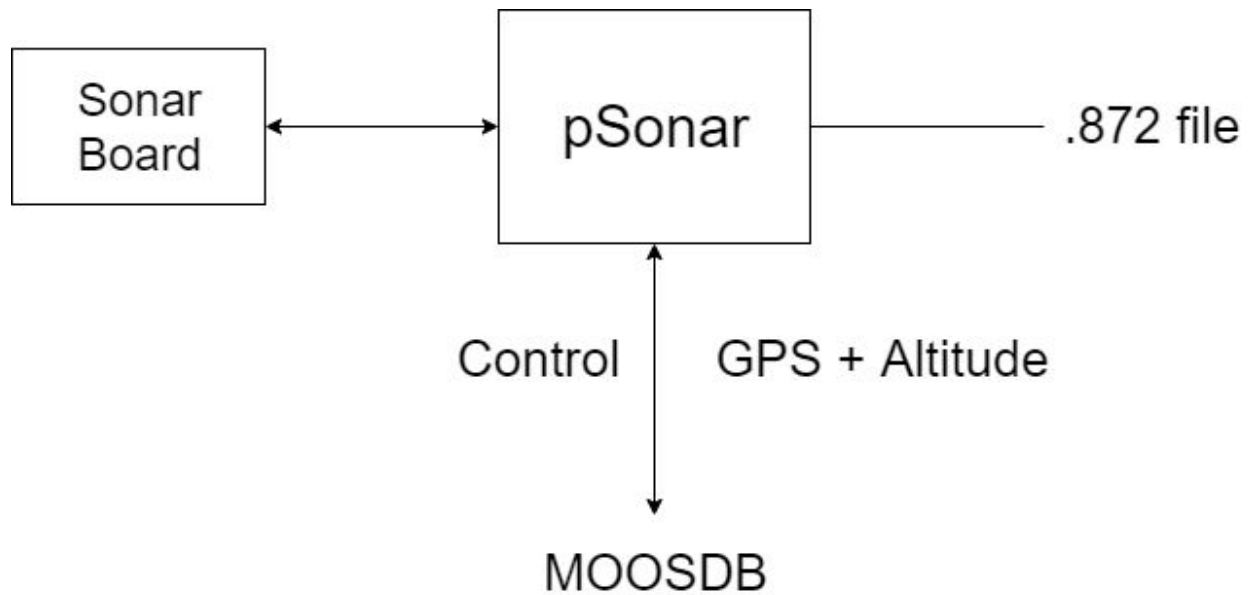 Sonar
Board
pSonar
.872 file
Control
GPS + Altitude
MOOSDB